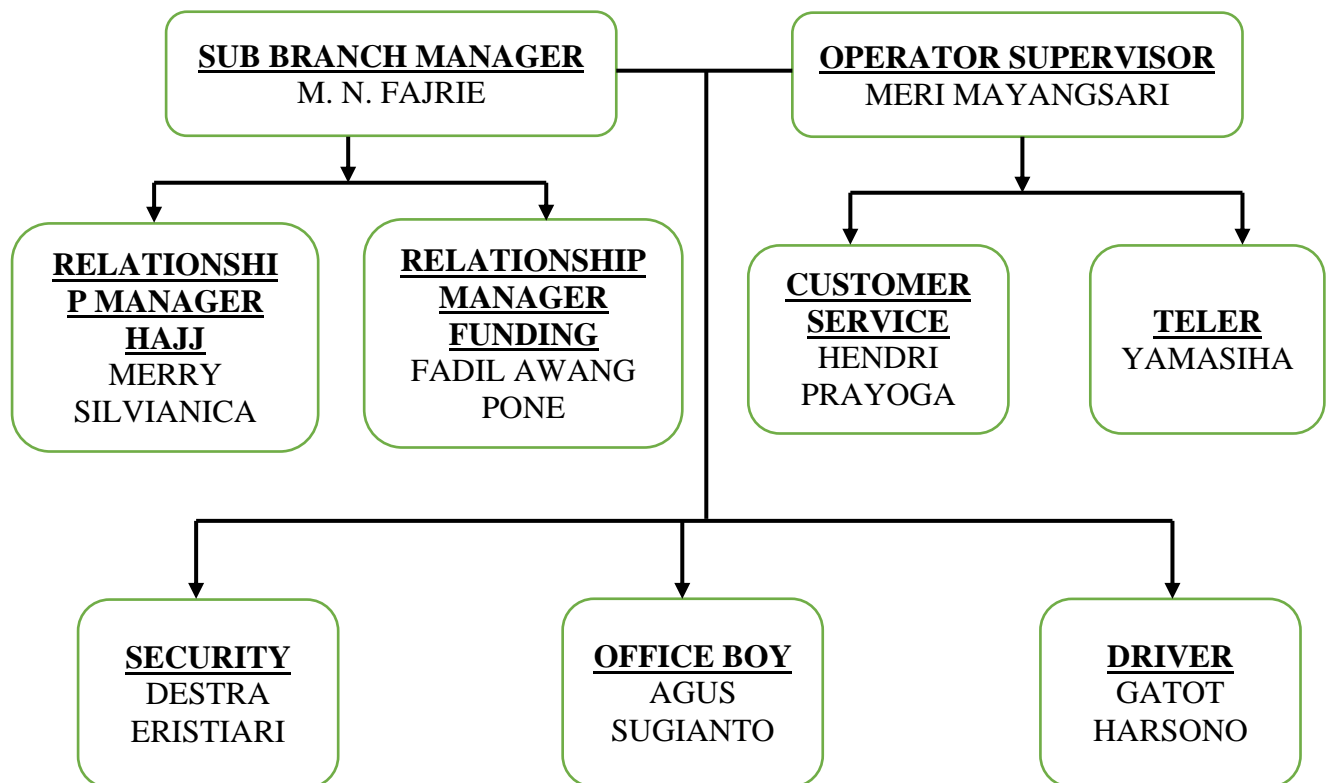 SUB BRANCH MANAGER
M. N. FAJRIE
OPERATOR SUPERVISOR
MERI MAYANGSARI
RELATIONSHI
P MANAGER
HAJJ
MERRY
SILVIANICA
RELATIONSHIP
MANAGER
FUNDING
FADIL AWANG
PONE
CUSTOMER
SERVICE
HENDRI
PRAYOGA
TELER
YAMASIHA
SECURITY
DESTRA
ERISTIARI
OFFICE BOY
AGUS
SUGIANTO
DRIVER
GATOT
HARSONO